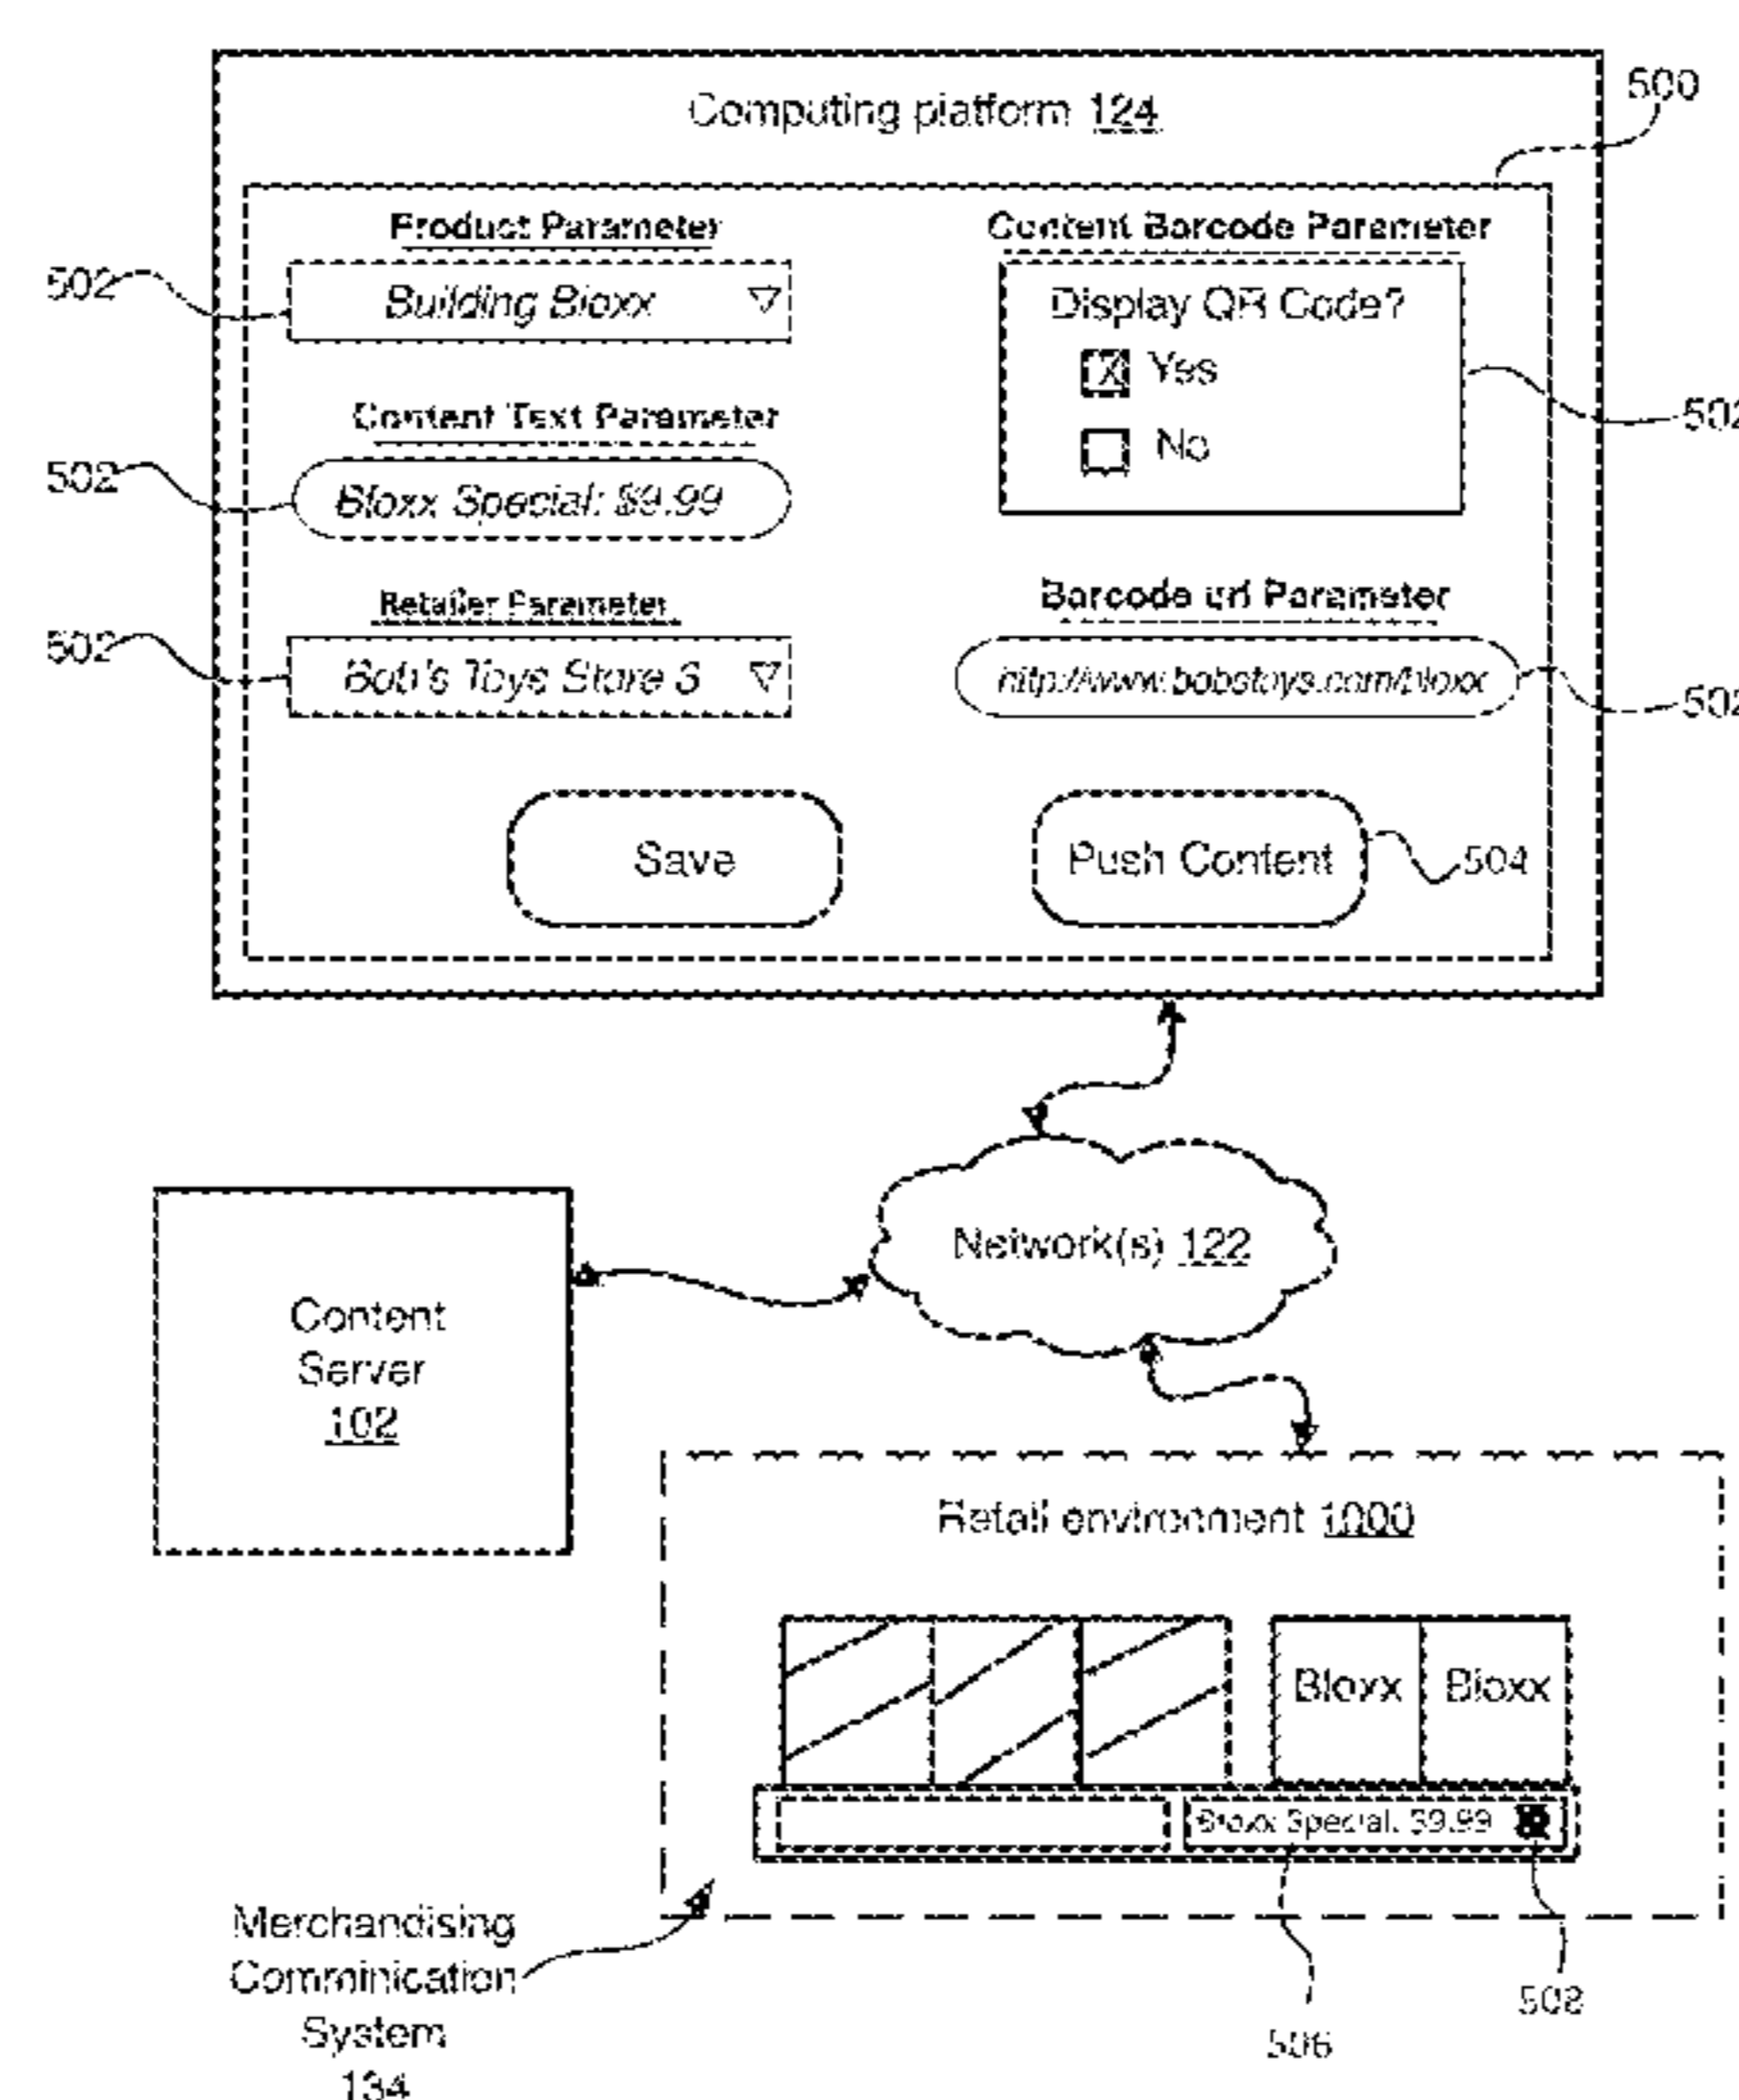 Computing platform 124
500
Product Parameter
502
Building Bloxx
Content Text Parameter
502
Bloxx Special: $9.99
Retailer Parameter
502
Bob's Toys Store 3
Content Barcode Parameter
Display QR Code?
X Yes
No
502
Barcode url Parameter
http://www.bobstoys.com/bloxx
502
Save
Push Content
504
Network(s) 122
Content
Server
102
Retail environment 1000
Bloxx Bloxx
Bloxx Special: $9.99
Merchandising
Comminication
System
134
506
508